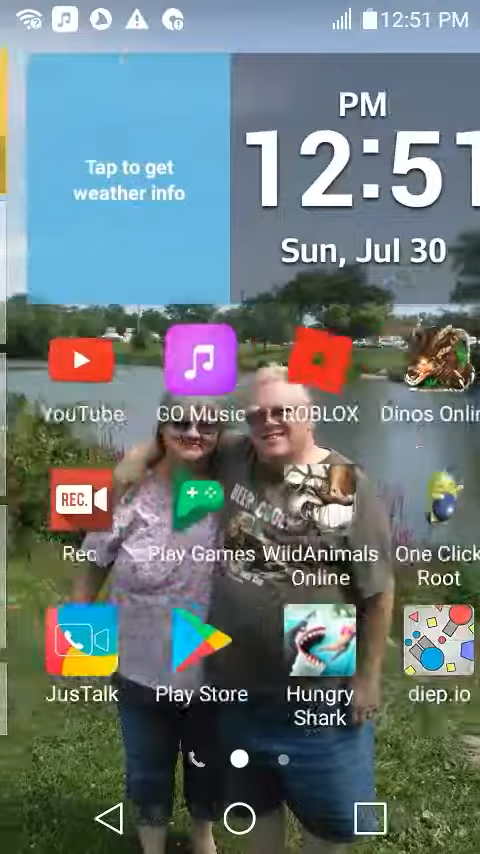 12:51 PM
Tap to get
weather info
PM
12:51
Sun, Jul 30
YouTube
GO Music
ROBLOX
Dinos Onlin
REC.
Rec
Play Games
WildAnimals
Online
One Click
Root
JusTalk
Play Store
Hungry
Shark
diep.io